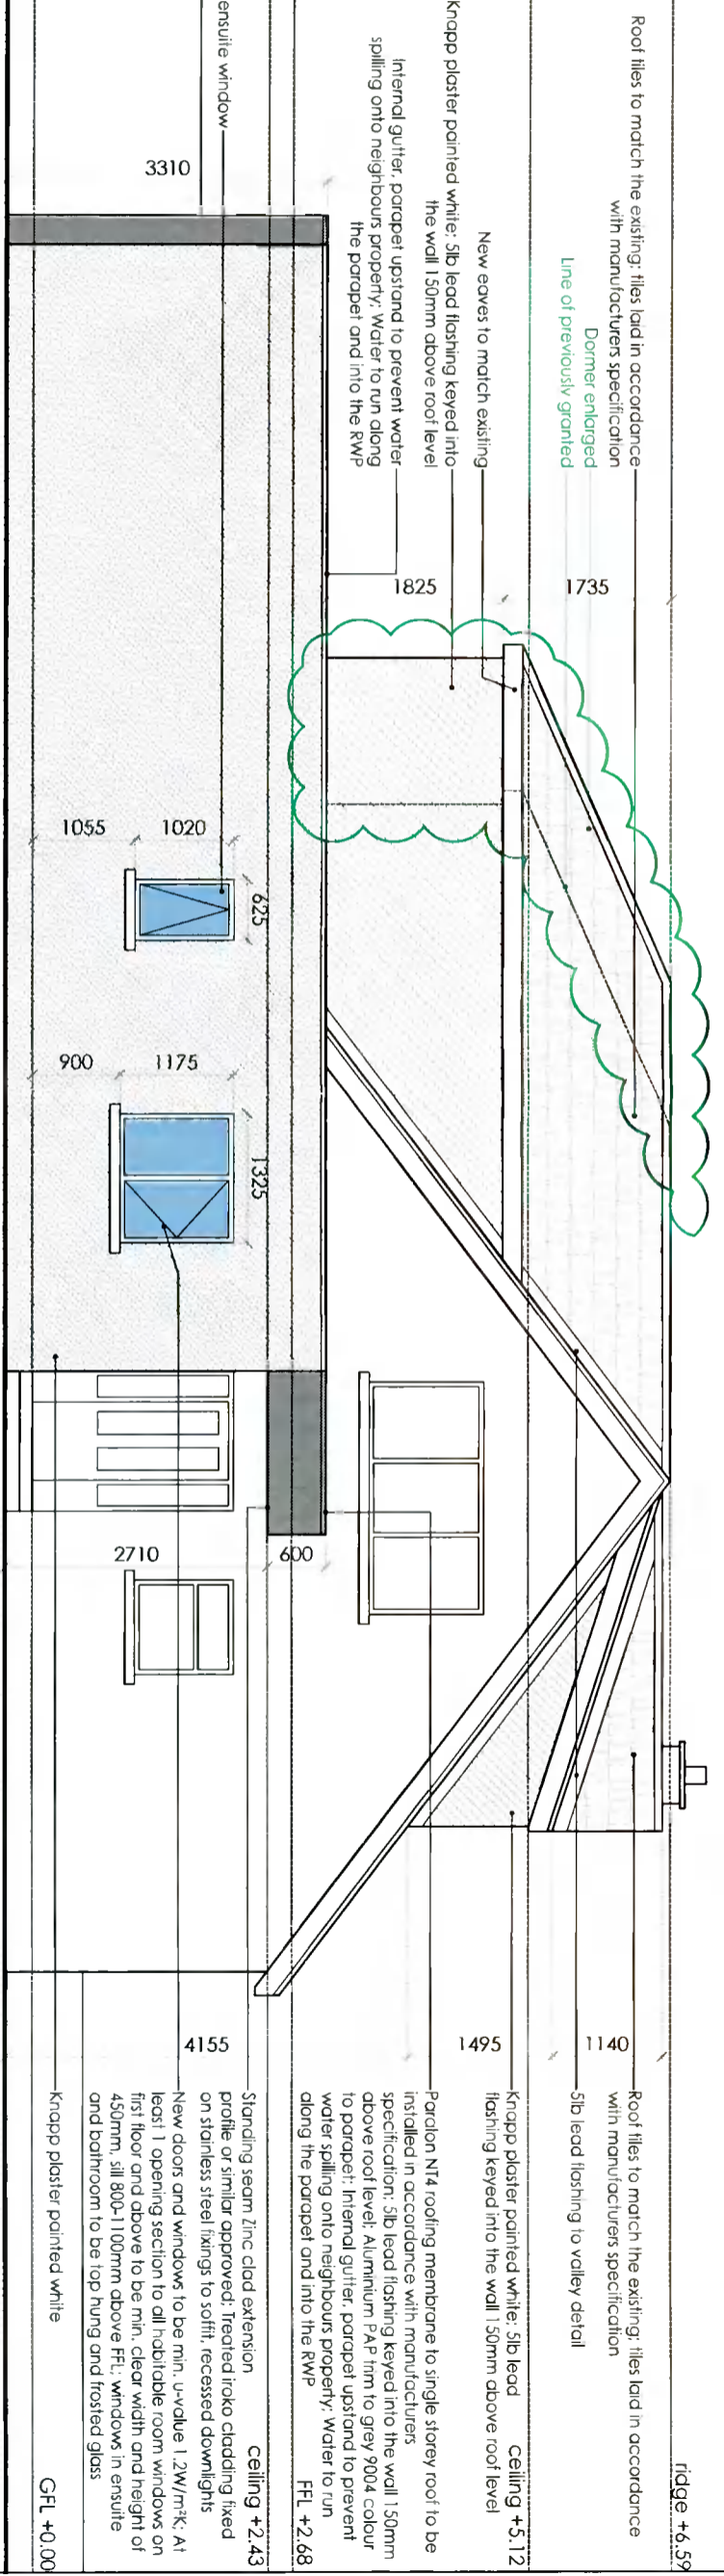 Roof tiles to match the existing; tiles laid in accordance
with manufacturers specification
Dormer enlarged
Line of previously granted
New eaves to match existing
Knapp plaster painted white; 5lb lead flashing keyed into
the wall 150mm above roof level
Internal gutter, parapet upstand to prevent water
spilling onto neighbours property; Water to run along
the parapet and into the RWP
ensuite window
3310
1825
1735
1055
1020
625
900
1175
1325
2710
600
4155
1495
1140
ridge +6.59
Roof tiles to match the existing; tiles laid in accordance
with manufacturers specification
5lb lead flashing to valley detail
ceiling +5.12
Knapp plaster painted white; 5lb lead
flashing keyed into the wall 150mm above roof level
Paralon NT4 roofing membrane to single storey roof to be
installed in accordance with manufacturers
specification; 5lb lead flashing keyed into the wall 150mm
above roof level; Aluminium PAP trim to grey 9004 colour
to parapet; Internal gutter, parapet upstand to prevent
water spilling onto neighbours property; Water to run
along the parapet and into the RWP
FFL +2.68
ceiling +2.43
Standing seam Zinc clad extension
profile or similar approved; Treated iroko cladding fixed
on stainless steel fixings to soffit, recessed downlights
New doors and windows to be min. u-value 1.2W/m²K; At
least 1 opening section to all habitable room windows on
first floor and above to be min. clear width and height of
450mm, sill 800-1100mm above FFL; windows in ensuite
and bathroom to be top hung and frosted glass
Knapp plaster painted white
GFL +0.00